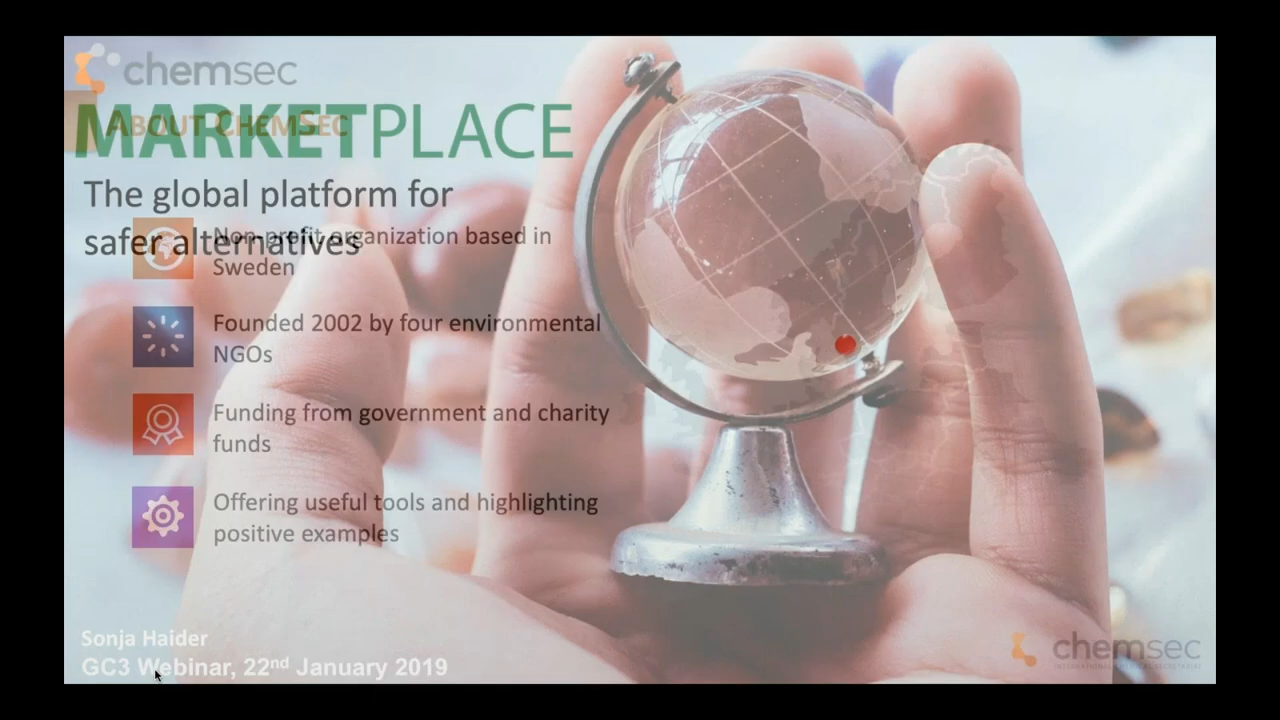 chemsec
MARKETPLACE
ABOUT CHEMSEC
The global platform for
safer alternatives
Non-profit organization based in
Sweden
Founded 2002 by four environmental
NGOs
Funding from government and charity
funds
Offering useful tools and highlighting
positive examples
Sonja Haider
GC3 Webinar, 22nd January 2019
chemsec